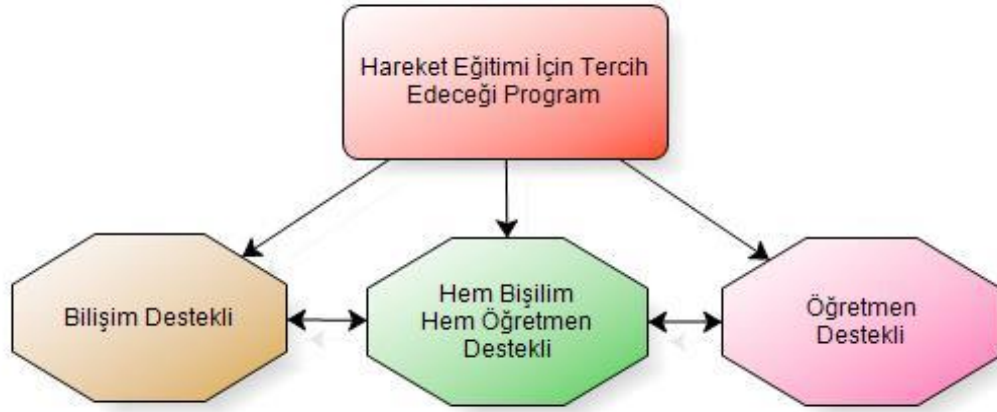 Hareket Eğitimi İçin Tercih
Edeceği Program
Bilişim Destekli
Hem Bişilim
Hem Öğretmen
Destekli
Öğretmen
Destekli